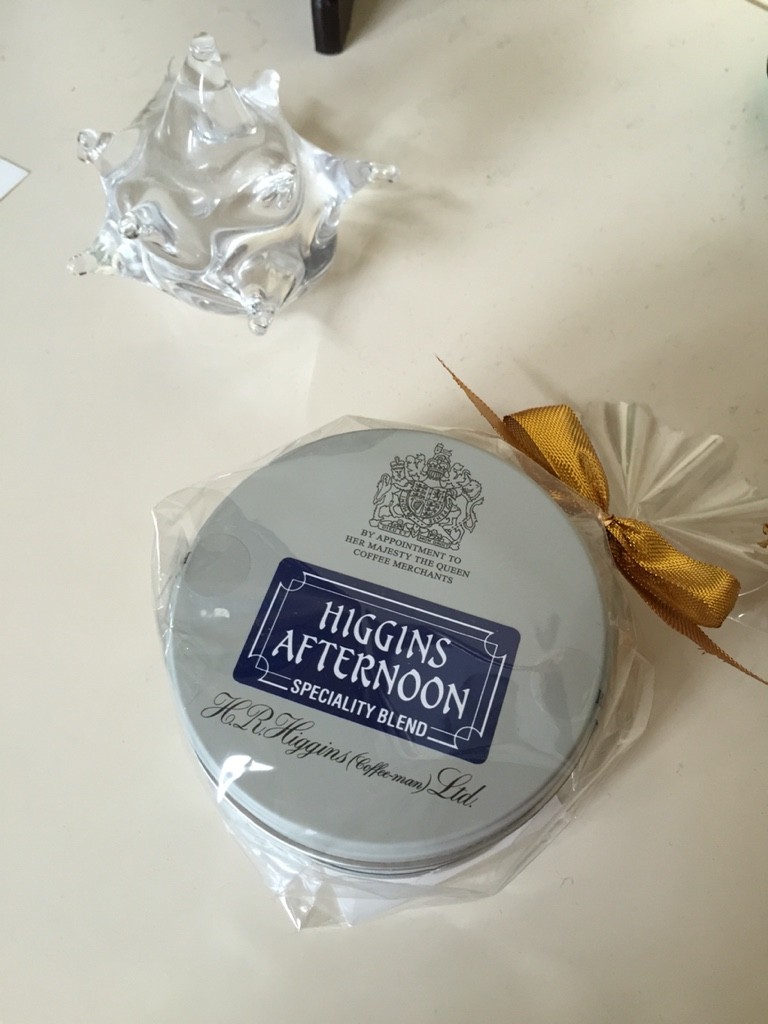 BY APPOINTMENT TO
HER MAJESTY THE QUEEN
COFFEE MERCHANTS
HIGGINS
AFTERNOON
SPECIALITY BLEND
H.R.Higgins (Coffee-man) Ltd.